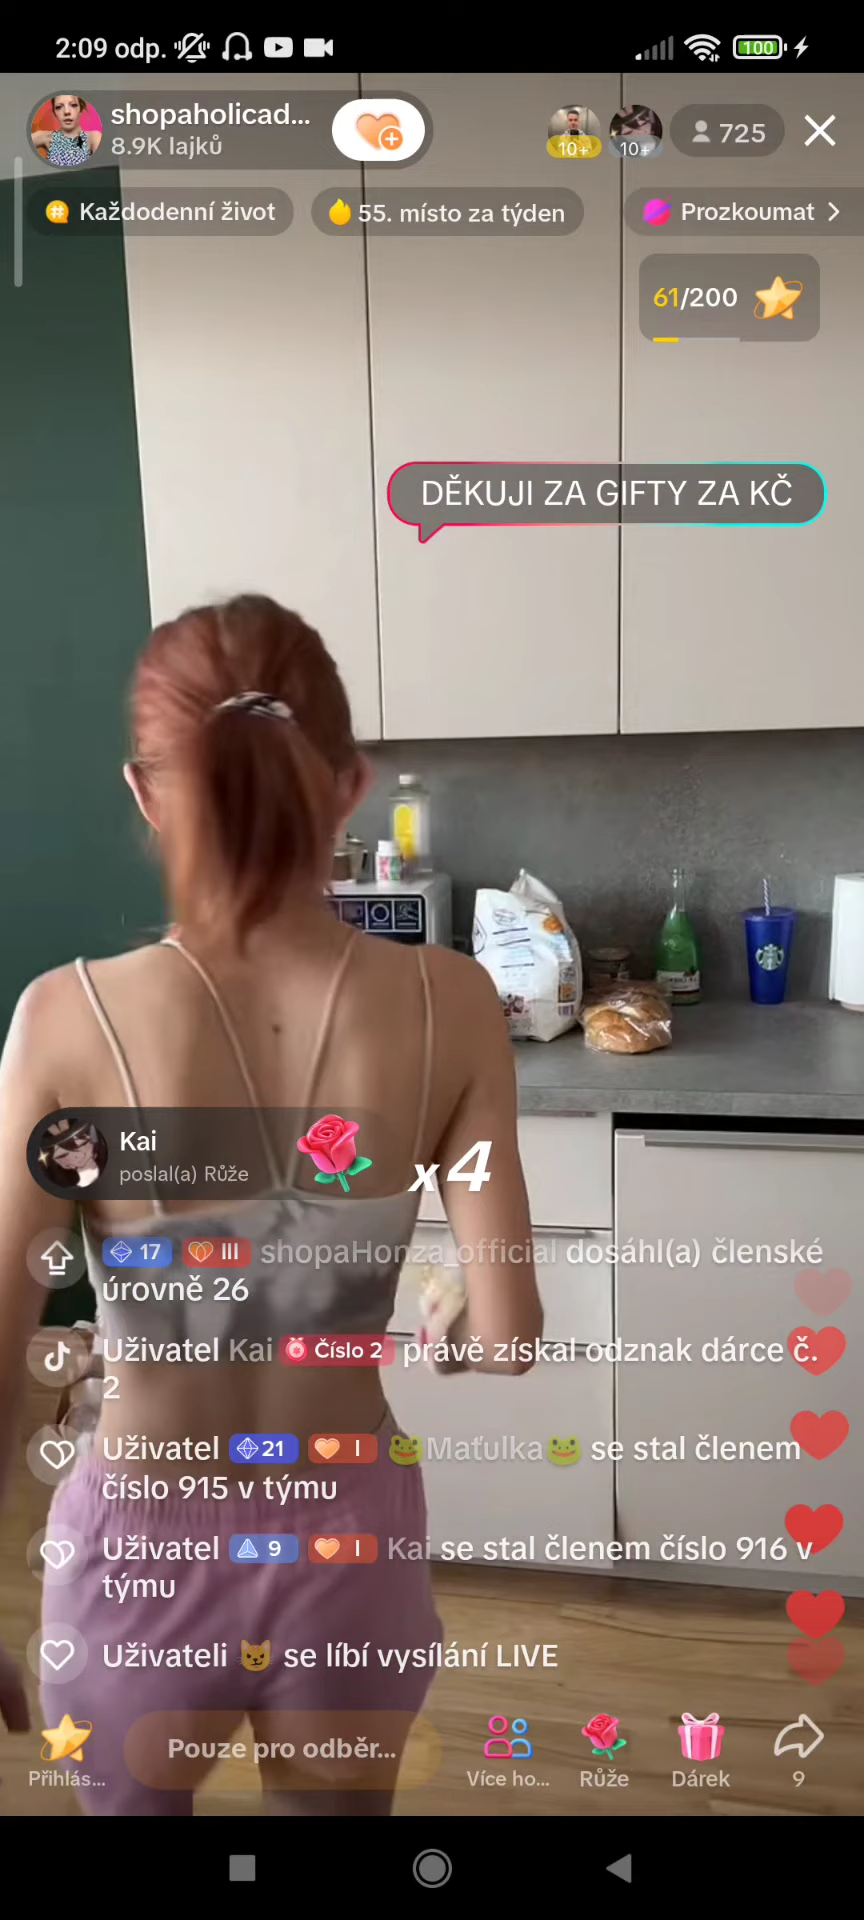 2:09 odp.
100
shopaholicad...
8.9K lajků
10+
10+
725
Každodenní život
55. místo za týden
Prozkoumat
61/200
DĚKUJI ZA GIFTY ZA KČ
Kai
poslal(a) Růže
x4
17 III shopaHonza_official dosáhl(a) členské
úrovně 26
Uživatel Kai Číslo 2 právě získal odznak dárce č.
2
Uživatel 21 I 🐸Maťulka🐸 se stal členem
číslo 915 v týmu
Uživatel 9 I Kai se stal členem číslo 916 v
týmu
Uživateli 😼 se líbí vysílání LIVE
Přihlás...
Pouze pro odběr...
Více ho...
Růže
Dárek
9